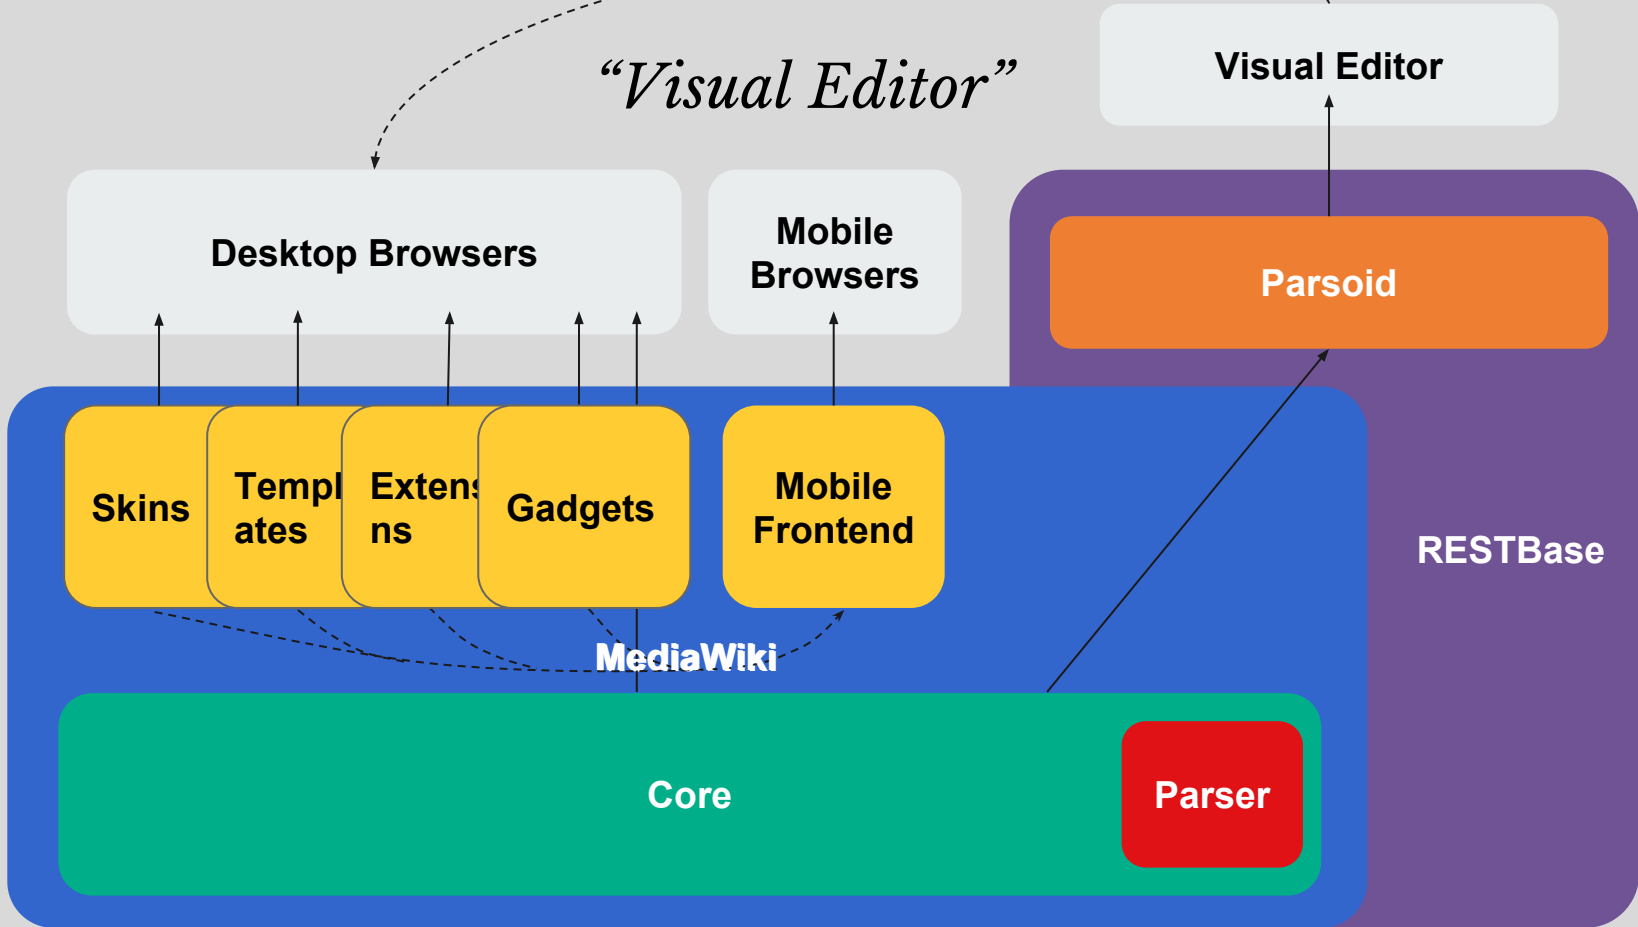 “Visual Editor”
Visual Editor
Desktop Browsers
Mobile
Browsers
Parsoid
Skins
Templ
ates
Extens
ns
Gadgets
Mobile
Frontend
RESTBase
MediaWiki
Core
Parser